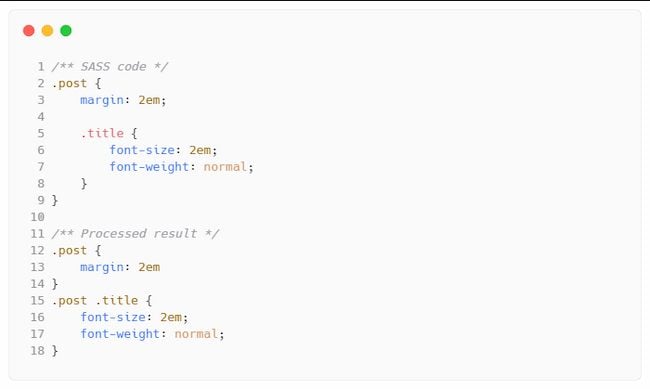 1 /** SASS code */
2 .post {
3     margin: 2em;
4
5     .title {
6         font-size: 2em;
7         font-weight: normal;
8     }
9 }
10
11 /** Processed result */
12 .post {
13     margin: 2em
14 }
15 .post .title {
16     font-size: 2em;
17     font-weight: normal;
18 }